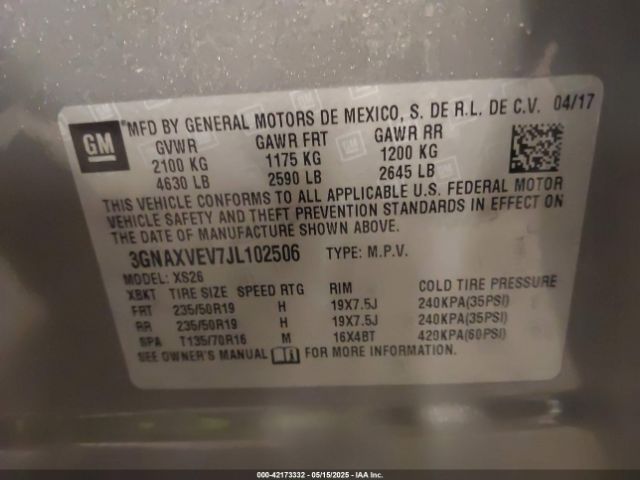 GM
MFD BY GENERAL MOTORS DE MEXICO, S. DE R.L. DE C.V. 04/17
GVWR GAWR FRT GAWR RR
2100 KG 1175 KG 1200 KG
4630 LB 2590 LB 2645 LB
THIS VEHICLE CONFORMS TO ALL APPLICABLE U.S. FEDERAL MOTOR
VEHICLE SAFETY AND THEFT PREVENTION STANDARDS IN EFFECT ON
THE DATE OF MANUFACTURE SHOWN ABOVE.
3GNAXVEV7JL102506 TYPE: M.P.V.
MODEL: XS26
XBKT TIRE SIZE SPEED RTG RIM COLD TIRE PRESSURE
FRT 235/50R19 H 19X7.5J 240KPA(35PSI)
RR 235/50R19 H 19X7.5J 240KPA(35PSI)
SPA T135/70R16 M 16X4BT 420KPA(60PSI)
SEE OWNER'S MANUAL FOR MORE INFORMATION.
000-42173332 - 05/15/2025 - IAA Inc.